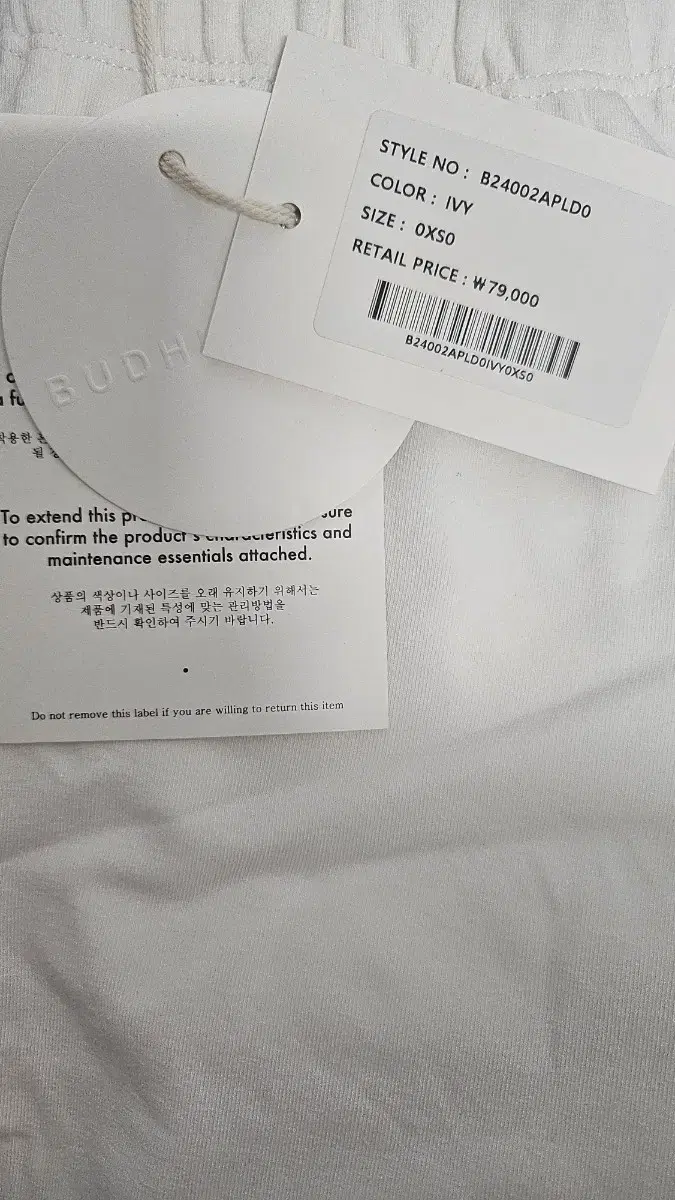 STYLE NO : B24002APLD0
COLOR : IVY
SIZE : 0XS0
RETAIL PRICE : ₩79,000
B24002APLD0IVY0XS0
BUDH
To extend this
to confirm the product's characteristics and
maintenance essentials attached.
상품의 색상이나 사이즈를 오래 유지하기 위해서는
제품에 기재된 특성에 맞는 관리방법을
반드시 확인하여 주시기 바랍니다.
Do not remove this label if you are willing to return this item